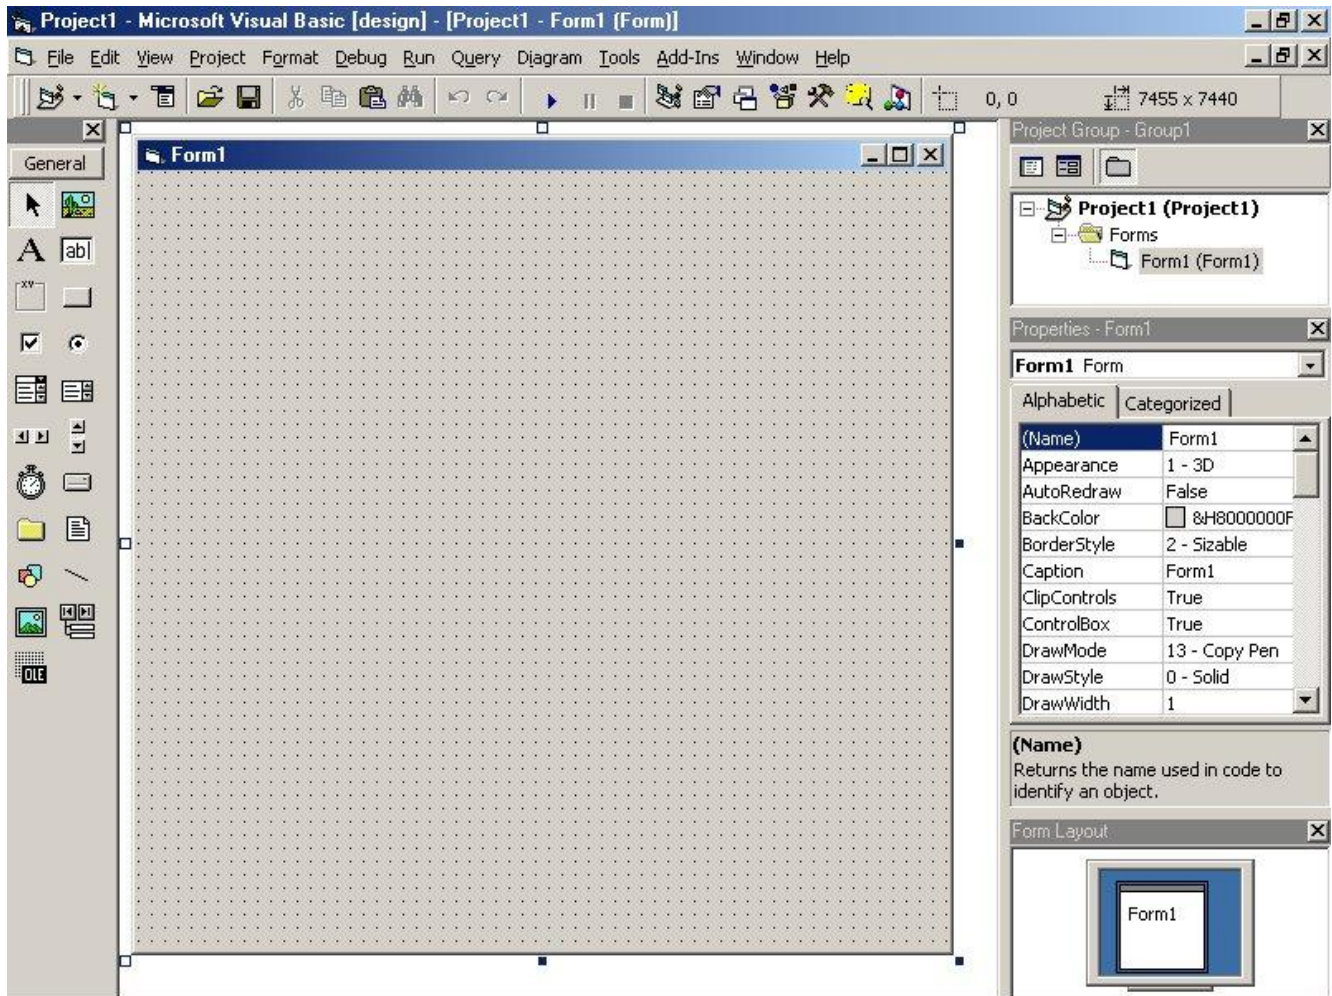 Project1 - Microsoft Visual Basic [design] - [Project1 - Form1 (Form)]
File Edit View Project Format Debug Run Query Diagram Tools Add-Ins Window Help
0, 0 7455 x 7440
General
A ab|
xv
OLE
Form1
Project Group - Group1
Project1 (Project1)
Forms
Form1 (Form1)
Properties - Form1
Form1 Form
Alphabetic Categorized
(Name) Form1
Appearance 1 - 3D
AutoRedraw False
BackColor &H8000000F
BorderStyle 2 - Sizable
Caption Form1
ClipControls True
ControlBox True
DrawMode 13 - Copy Pen
DrawStyle 0 - Solid
DrawWidth 1
(Name)
Returns the name used in code to
identify an object.
Form Layout
Form1